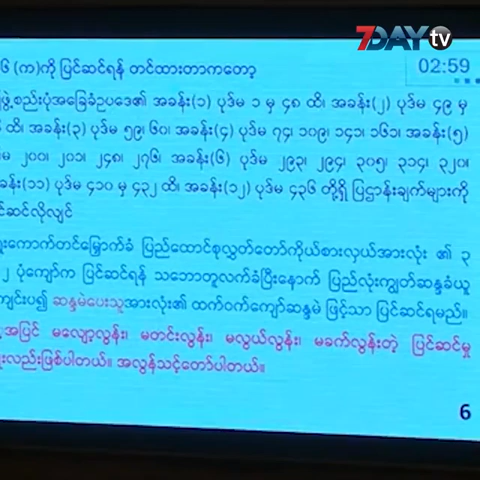 7DAY tv
02:59
၆ (က)ကို ပြင်ဆင်ရန် တင်ထားတာကတော့
ဖွဲ့စည်းပုံအခြေခံဥပဒေ၏ အခန်း(၁) ပုဒ်မ ၁ မှ ၄၈ ထိ၊ အခန်း(၂) ပုဒ်မ ၄၉ မှ
ထိ၊ အခန်း(၃) ပုဒ်မ ၅၉၊ ၆၀၊ အခန်း(၄) ပုဒ်မ ၇၄၊ ၁၀၉၊ ၁၄၁၊ ၁၆၁၊ အခန်း(၅)
၂၀၀၊ ၂၀၁၊ ၂၄၈၊ ၂၇၆၊ အခန်း(၆) ပုဒ်မ ၂၉၃၊ ၂၉၄၊ ၃၀၅၊ ၃၁၄၊ ၃၂၀၊
ခန်း(၁၁) ပုဒ်မ ၄၁၀ မှ ၄၃၂ ထိ၊ အခန်း(၁၂) ပုဒ်မ ၄၃၆ တို့ရှိ ပြဋ္ဌာန်းချက်များကို
င်ဆင်လိုလျှင်
ရွေးကောက်တင်မြှောက်ခံ ပြည်ထောင်စုလွှတ်တော်ကိုယ်စားလှယ်အားလုံး ၏ ၃
၂ ပုံကျော်က ပြင်ဆင်ရန် သဘောတူလက်ခံပြီးနောက် ပြည်လုံးကျွတ်ဆန္ဒခံယူ
ကျင်းပ၍ ဆန္ဒမဲပေးသူအားလုံး၏ ထက်ဝက်ကျော်ဆန္ဒမဲ ဖြင့်သာ ပြင်ဆင်ရမည်။
အပြင် မလျော့လွန်း၊ မတင်းလွန်း၊ မလွယ်လွန်း၊ မခက်လွန်းတဲ့ ပြင်ဆင်မှု
းလည်းဖြစ်ပါတယ်။ အလွန်သင့်တော်ပါတယ်။
6